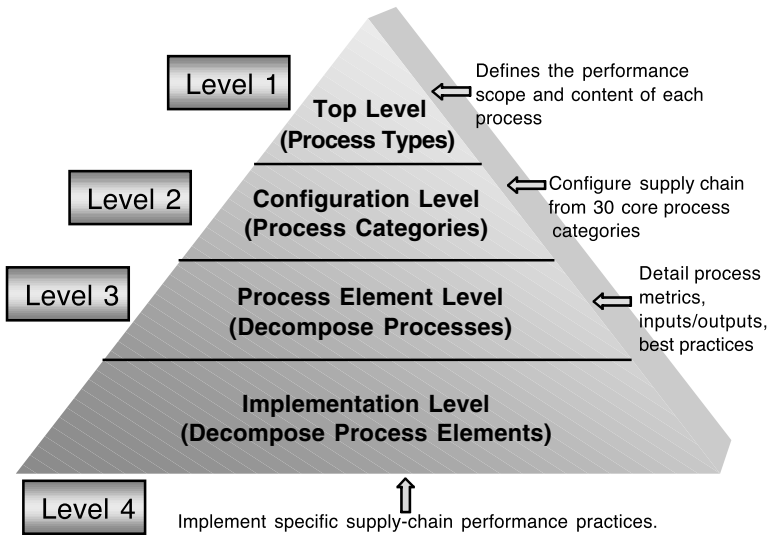 Level 1
Top Level
(Process Types)
Defines the performance
scope and content of each
process
Level 2
Configuration Level
(Process Categories)
Configure supply chain
from 30 core process
categories
Level 3
Process Element Level
(Decompose Processes)
Detail process
metrics,
inputs/outputs,
best practices
Implementation Level
(Decompose Process Elements)
Level 4
Implement specific supply-chain performance practices.